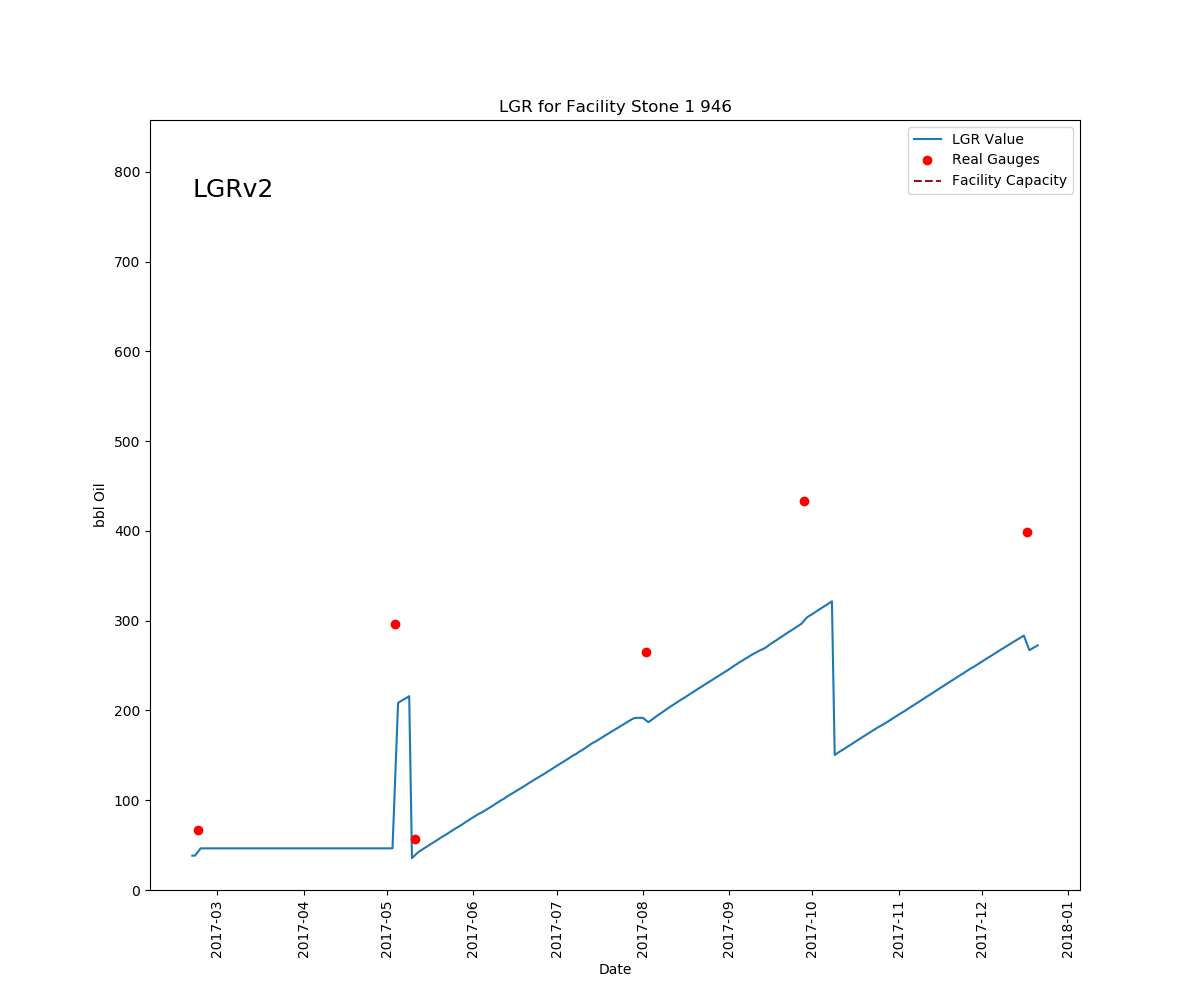 LGR for Facility Stone 1 946
LGRv2
LGR Value
Real Gauges
Facility Capacity
800
700
600
500
400
300
200
100
0
bbl Oil
2017-03
2017-04
2017-05
2017-06
2017-07
2017-08
2017-09
2017-10
2017-11
2017-12
2018-01
Date